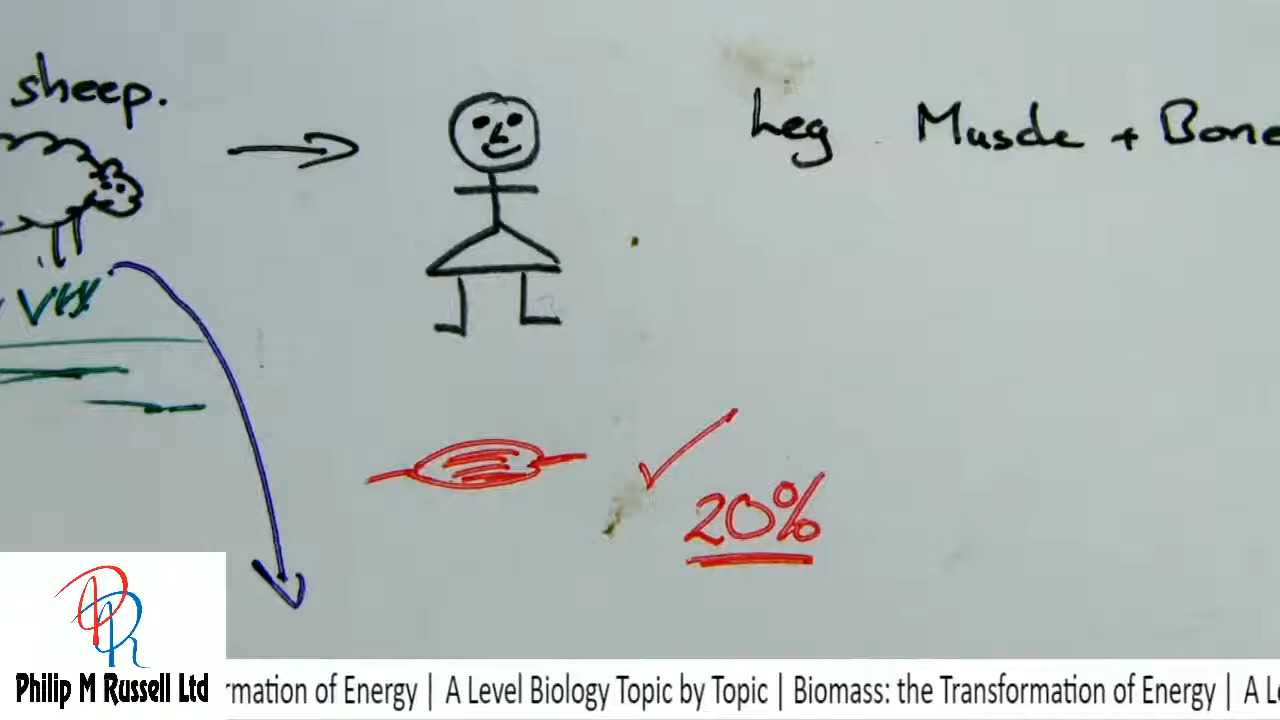 sheep.
Leg Muscle + Bone
20%
Philip M Russell Ltd
rmation of Energy | A Level Biology Topic by Topic | Biomass: the Transformation of Energy | A Le